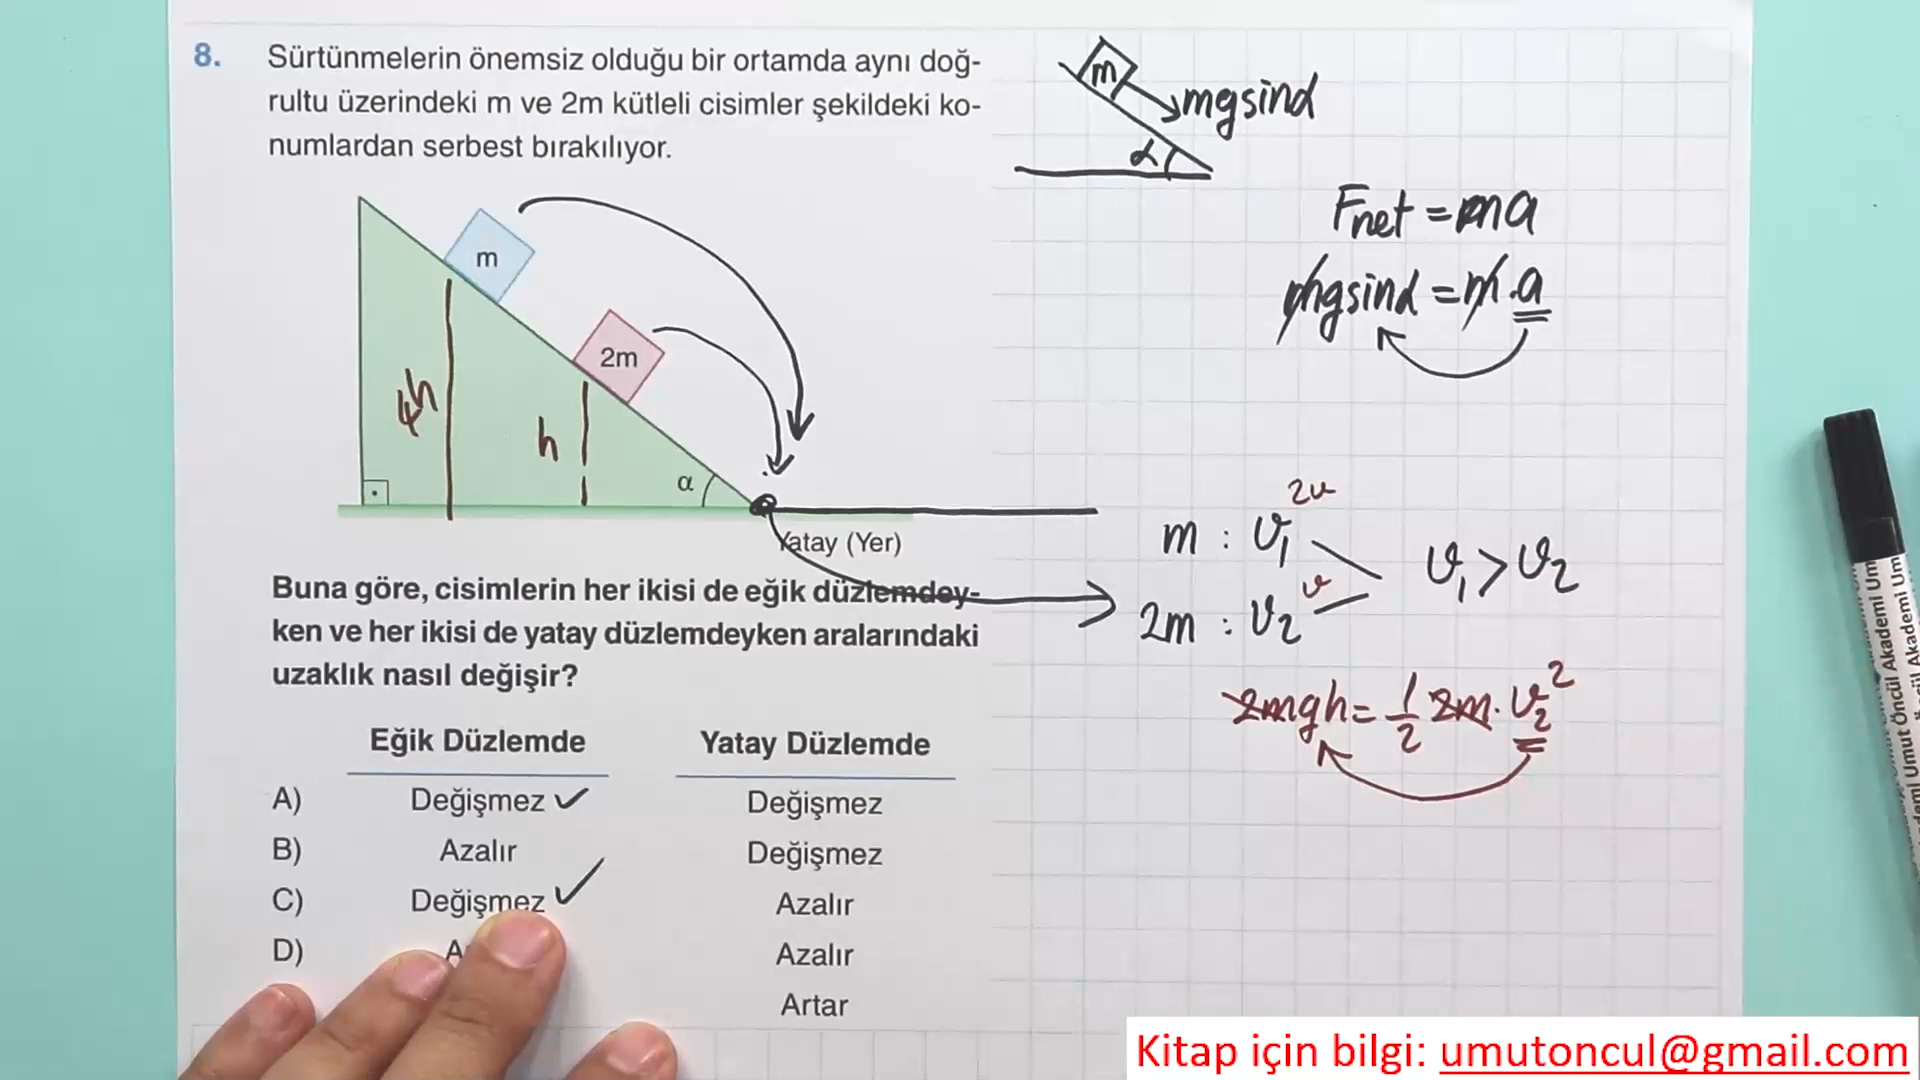 8. Sürtünmelerin önemsiz olduğu bir ortamda aynı doğ-
rultu üzerindeki m ve 2m kütleli cisimler şekildeki ko-
numlardan serbest bırakılıyor.
m
2m
4h
h
α
Yatay (Yer)
Buna göre, cisimlerin her ikisi de eğik düzlemdey-
ken ve her ikisi de yatay düzlemdeyken aralarındaki
uzaklık nasıl değişir?
Eğik Düzlemde Yatay Düzlemde
A) Değişmez ✓ Değişmez
B) Azalır Değişmez
C) Değişmez ✓ Azalır
D) Azalır
Artar
m
mgsinα
α
Fnet = ma
mgsinα = m.a
2v
m : v1
v
2m : v2
v1 > v2
2mgh = 1/2 2m. v2²
Kitap için bilgi: umutoncul@gmail.com